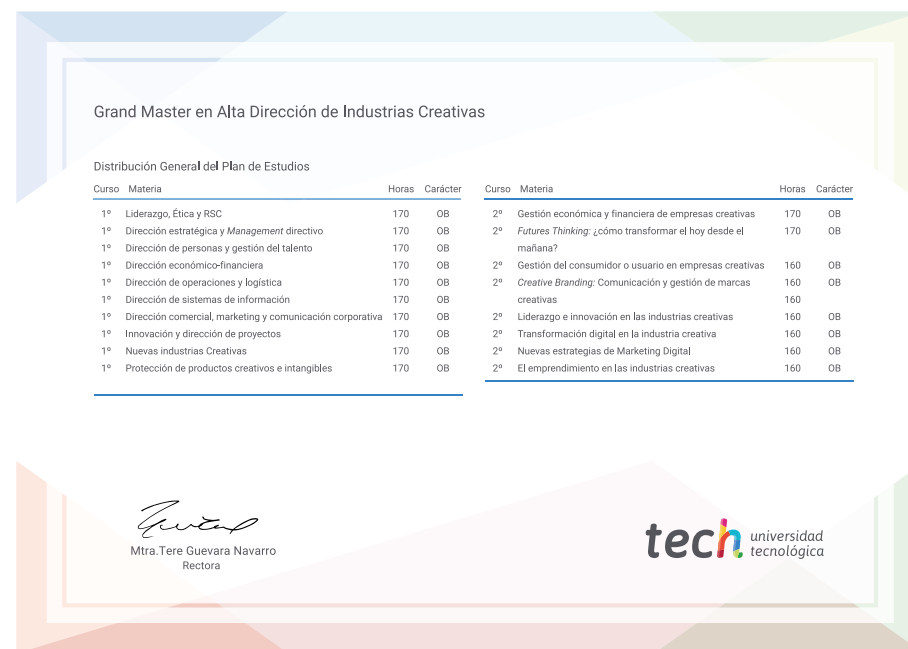 Grand Master en Alta Dirección de Industrias Creativas
Distribución General del Plan de Estudios
Curso Materia Horas Carácter
1º Liderazgo, Ética y RSC 170 OB
1º Dirección estratégica y Management directivo 170 OB
1º Dirección de personas y gestión del talento 170 OB
1º Dirección económico-financiera 170 OB
1º Dirección de operaciones y logística 170 OB
1º Dirección de sistemas de información 170 OB
1º Dirección comercial, marketing y comunicación corporativa 170 OB
1º Innovación y dirección de proyectos 170 OB
1º Nuevas industrias Creativas 170 OB
1º Protección de productos creativos e intangibles 170 OB
Curso Materia Horas Carácter
2º Gestión económica y financiera de empresas creativas 170 OB
2º Futures Thinking: ¿cómo transformar el hoy desde el 170 OB
mañana?
2º Gestión del consumidor o usuario en empresas creativas 160 OB
2º Creative Branding: Comunicación y gestión de marcas 160 OB
creativas 160
2º Liderazgo e innovación en las industrias creativas 160 OB
2º Transformación digital en la industria creativa 160 OB
2º Nuevas estrategias de Marketing Digital 160 OB
2º El emprendimiento en las industrias creativas 160 OB
Mtra.Tere Guevara Navarro
Rectora
tech universidad
tecnológica